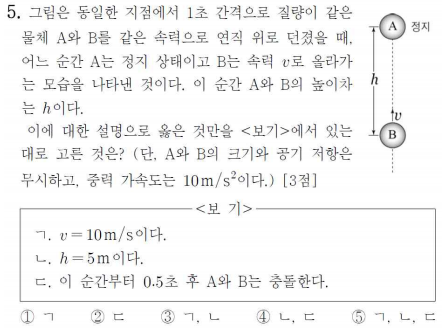 5. 그림은 동일한 지점에서 1초 간격으로 질량이 같은
물체 A와 B를 같은 속력으로 연직 위로 던졌을 때,
어느 순간 A는 정지 상태이고 B는 속력 v로 올라가
는 모습을 나타낸 것이다. 이 순간 A와 B의 높이차
는 h이다.
이에 대한 설명으로 옳은 것만을 <보기>에서 있는
대로 고른 것은? (단, A와 B의 크기와 공기 저항은
무시하고, 중력 가속도는 10m/s²이다.) [3점]
A 정지
h
v
B
<보 기>
ㄱ. v=10m/s이다.
ㄴ. h=5m이다.
ㄷ. 이 순간부터 0.5초 후 A와 B는 충돌한다.
① ㄱ ② ㄷ ③ ㄱ, ㄴ ④ ㄴ, ㄷ ⑤ ㄱ, ㄴ, ㄷ